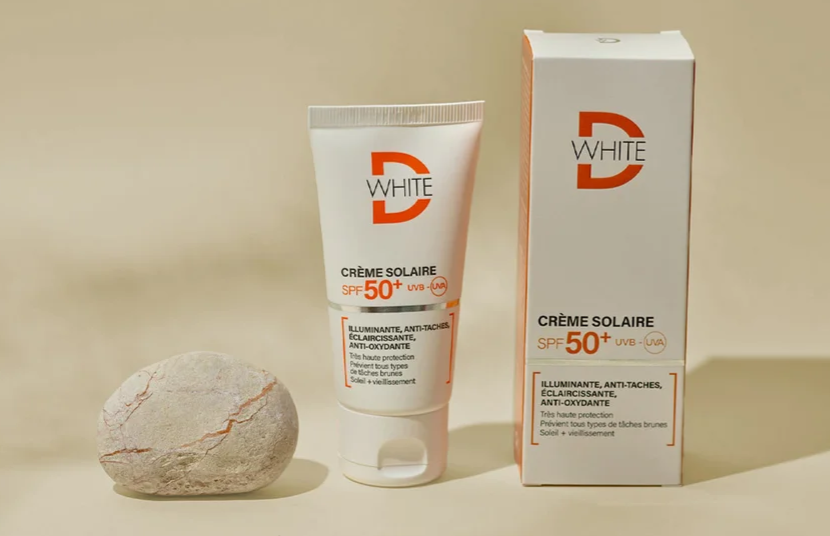 D
WHITE
CRÈME SOLAIRE
SPF 50+ UVB - UVA
ILLUMINANTE, ANTI-TACHES,
ÉCLAIRCISSANTE,
ANTI-OXYDANTE
Très haute protection
Prévient tous types
de tâches brunes
Soleil + vieillissement
D
WHITE
CRÈME SOLAIRE
SPF 50+ UVB - UVA
ILLUMINANTE, ANTI-TACHES,
ÉCLAIRCISSANTE,
ANTI-OXYDANTE
Très haute protection
Prévient tous types de tâches brunes
Soleil + vieillissement